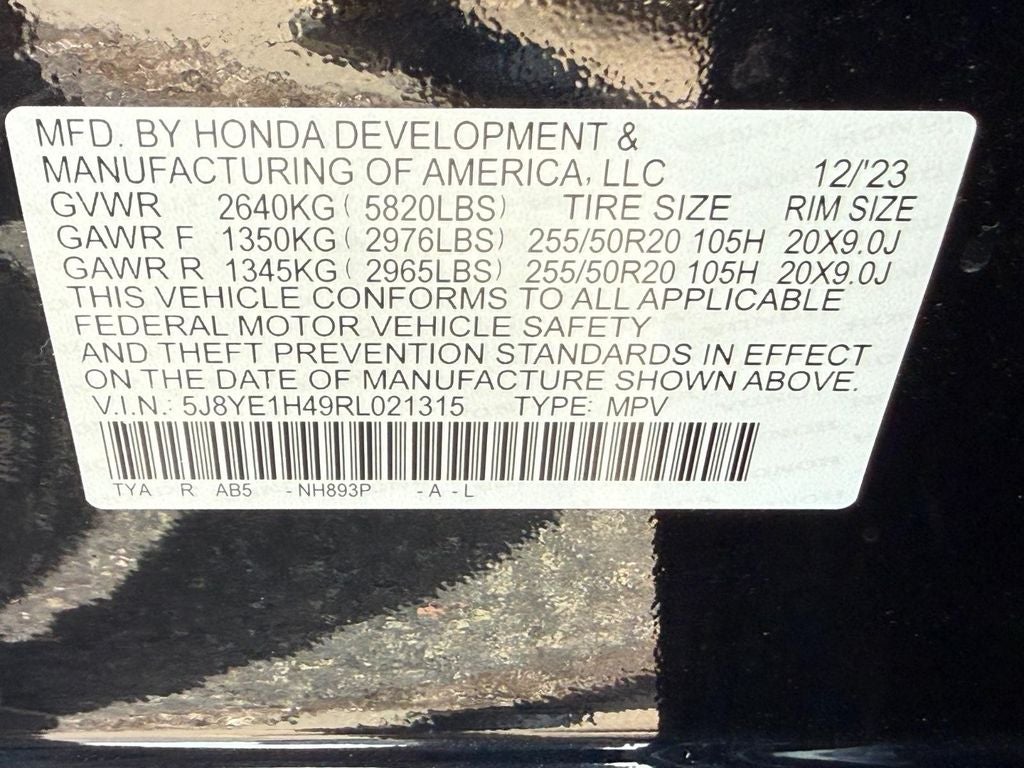 MFD. BY HONDA DEVELOPMENT &
MANUFACTURING OF AMERICA, LLC 12/'23
GVWR 2640KG ( 5820LBS) TIRE SIZE RIM SIZE
GAWR F 1350KG ( 2976LBS) 255/50R20 105H 20X9.0J
GAWR R 1345KG ( 2965LBS) 255/50R20 105H 20X9.0J
THIS VEHICLE CONFORMS TO ALL APPLICABLE
FEDERAL MOTOR VEHICLE SAFETY
AND THEFT PREVENTION STANDARDS IN EFFECT
ON THE DATE OF MANUFACTURE SHOWN ABOVE.
V.I.N.: 5J8YE1H49RL021315 TYPE: MPV
TYA R AB5 -NH893P -A -L